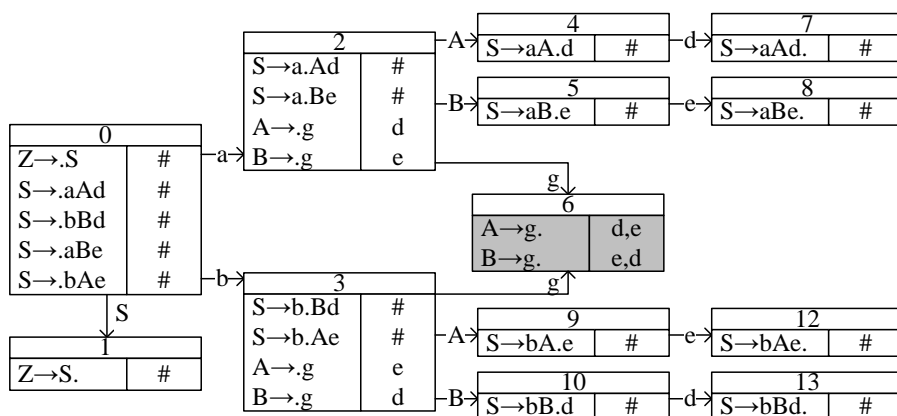 0
Z→.S #
S→.aAd #
S→.bBd #
S→.aBe #
S→.bAe #
S
1
Z→S. #
a
b
2
S→a.Ad #
S→a.Be #
A→.g d
B→.g e
A
B
g
3
S→b.Bd #
S→b.Ae #
A→.g e
B→.g d
g
A
B
4
S→aA.d #
d
7
S→aAd. #
5
S→aB.e #
e
8
S→aBe. #
6
A→g. d,e
B→g. e,d
9
S→bA.e #
e
12
S→bAe. #
10
S→bB.d #
d
13
S→bBd. #